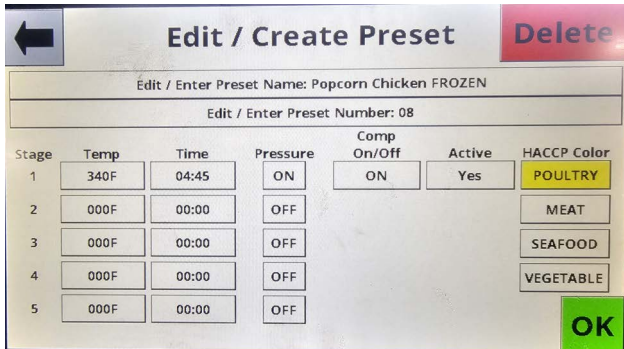 Edit / Create Preset Delete
Edit / Enter Preset Name: Popcorn Chicken FROZEN
Edit / Enter Preset Number: 08
Stage Temp Time Pressure Comp On/Off Active HACCP Color
1 340F 04:45 ON ON Yes POULTRY
2 000F 00:00 OFF MEAT
3 000F 00:00 OFF SEAFOOD
4 000F 00:00 OFF VEGETABLE
5 000F 00:00 OFF
OK